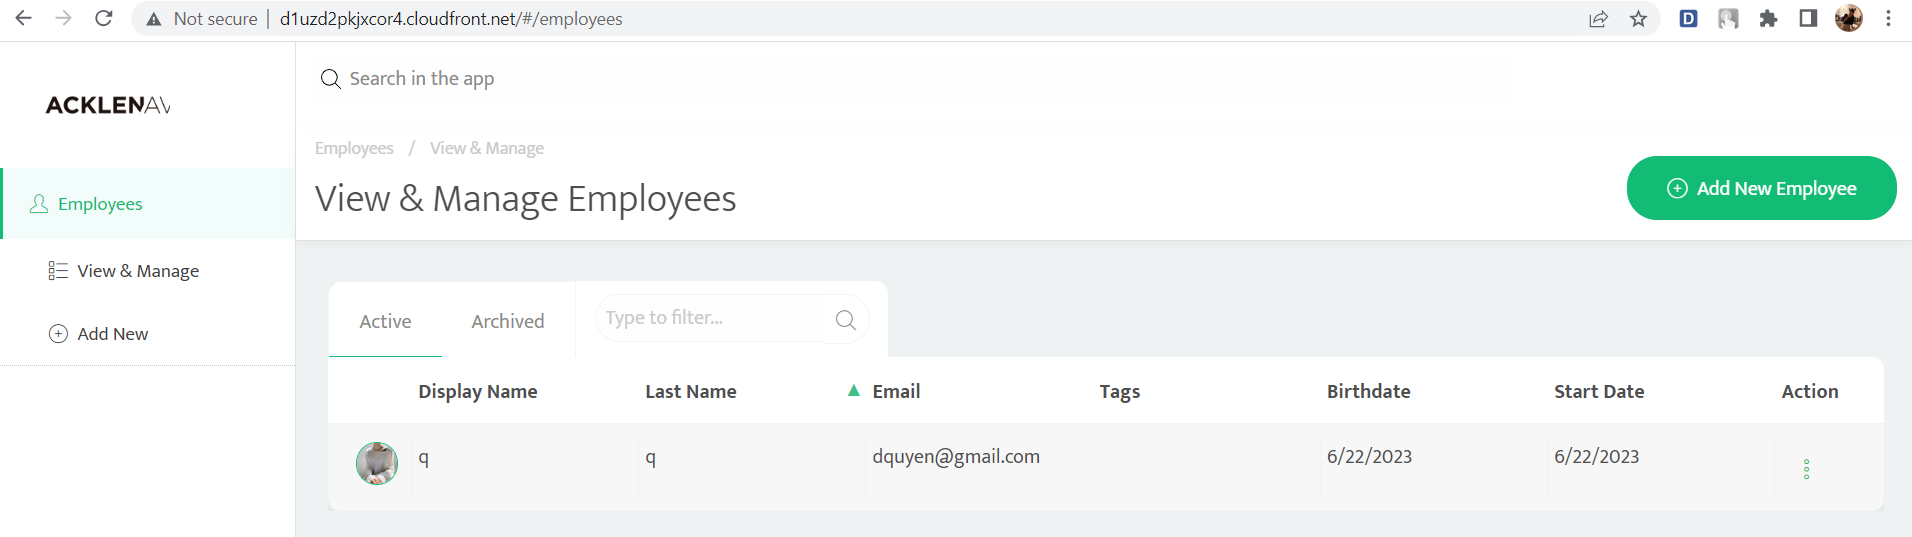 Not secure d1uzd2pkjxcor4.cloudfront.net/#/employees
D
ACKLENAV
Search in the app
Employees / View & Manage
View & Manage Employees
Add New Employee
Employees
View & Manage
Add New
Active Archived Type to filter...
Display Name Last Name Email Tags Birthdate Start Date Action
q q dquyen@gmail.com 6/22/2023 6/22/2023